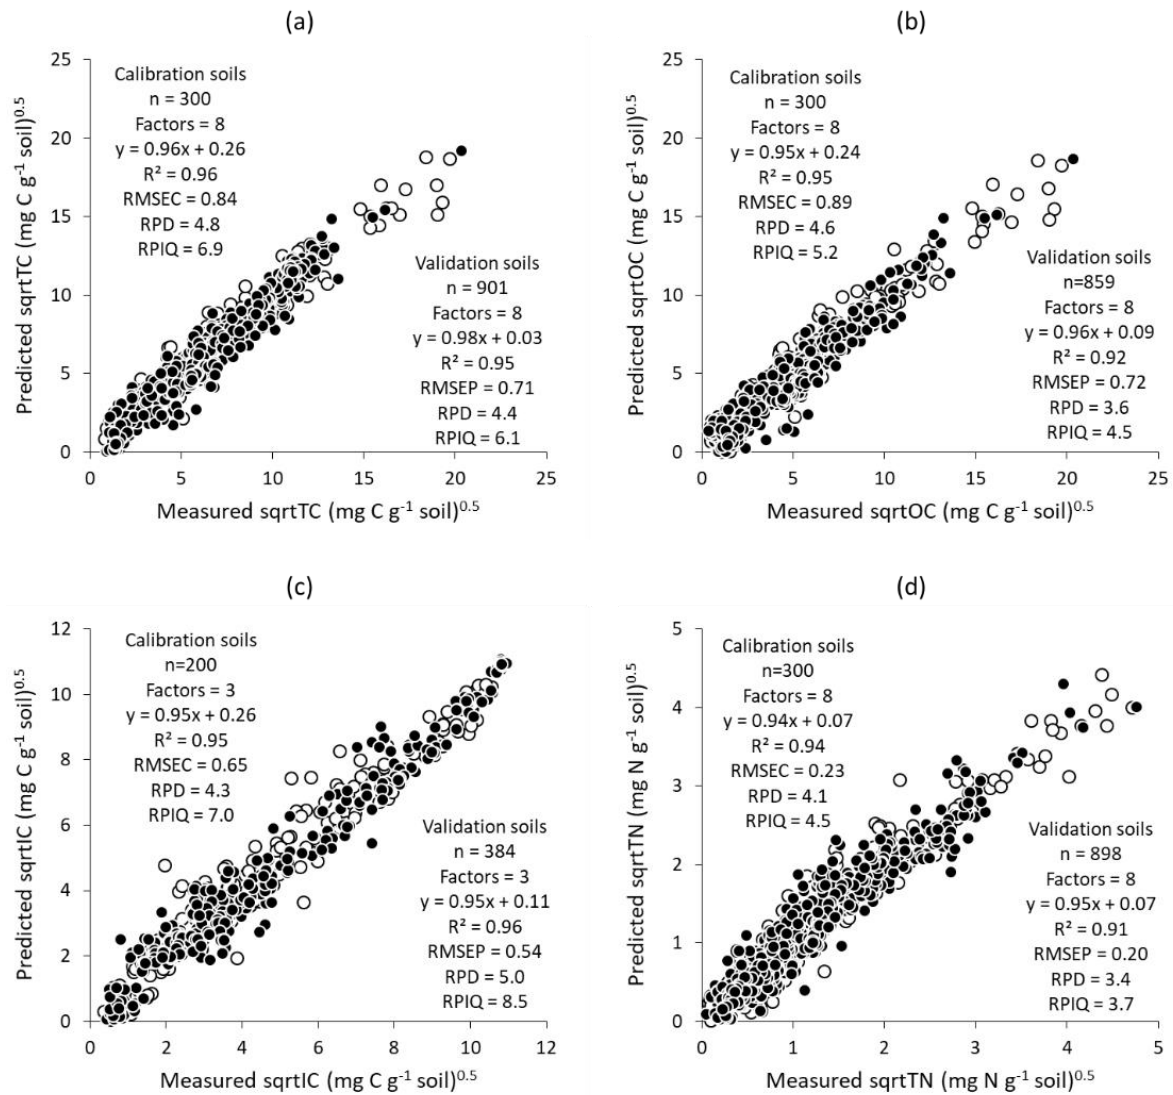 (a)
25
20
15
10
5
0
Predicted sqrtTC (mg C g⁻¹ soil)⁰·⁵
Calibration soils
n = 300
Factors = 8
y = 0.96x + 0.26
R² = 0.96
RMSEC = 0.84
RPD = 4.8
RPIQ = 6.9
Validation soils
n = 901
Factors = 8
y = 0.98x + 0.03
R² = 0.95
RMSEP = 0.71
RPD = 4.4
RPIQ = 6.1
0 5 10 15 20 25
Measured sqrtTC (mg C g⁻¹ soil)⁰·⁵
(b)
25
20
15
10
5
0
Predicted sqrtOC (mg C g⁻¹ soil)⁰·⁵
Calibration soils
n = 300
Factors = 8
y = 0.95x + 0.24
R² = 0.95
RMSEC = 0.89
RPD = 4.6
RPIQ = 5.2
Validation soils
n=859
Factors = 8
y = 0.96x + 0.09
R² = 0.92
RMSEP = 0.72
RPD = 3.6
RPIQ = 4.5
0 5 10 15 20 25
Measured sqrtOC (mg C g⁻¹ soil)⁰·⁵
(c)
12
10
8
6
4
2
0
Predicted sqrtIC (mg C g⁻¹ soil)⁰·⁵
Calibration soils
n=200
Factors = 3
y = 0.95x + 0.26
R² = 0.95
RMSEC = 0.65
RPD = 4.3
RPIQ = 7.0
Validation soils
n = 384
Factors = 3
y = 0.95x + 0.11
R² = 0.96
RMSEP = 0.54
RPD = 5.0
RPIQ = 8.5
0 2 4 6 8 10 12
Measured sqrtIC (mg C g⁻¹ soil)⁰·⁵
(d)
5
4
3
2
1
0
Predicted sqrtTN (mg N g⁻¹ soil)⁰·⁵
Calibration soils
n=300
Factors = 8
y = 0.94x + 0.07
R² = 0.94
RMSEC = 0.23
RPD = 4.1
RPIQ = 4.5
Validation soils
n = 898
Factors = 8
y = 0.95x + 0.07
R² = 0.91
RMSEP = 0.20
RPD = 3.4
RPIQ = 3.7
0 1 2 3 4 5
Measured sqrtTN (mg N g⁻¹ soil)⁰·⁵